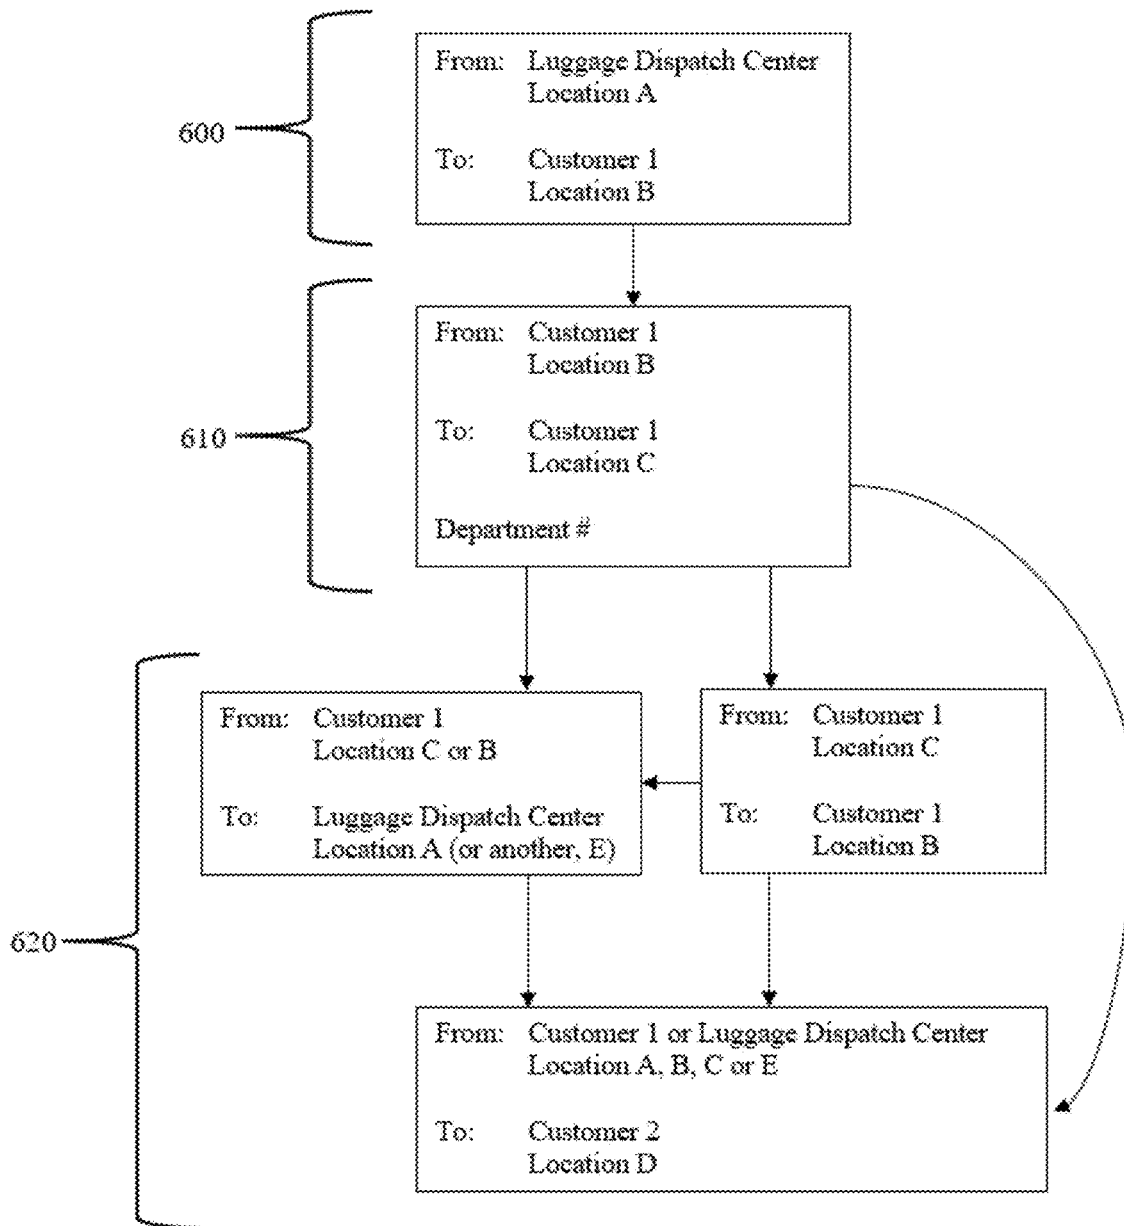 From: Luggage Dispatch Center
Location A
600
To: Customer 1
Location B
From: Customer 1
Location B
610
To: Customer 1
Location C
Department #
From: Customer 1
Location C or B
To: Luggage Dispatch Center
Location A (or another, E)
From: Customer 1
Location C
To: Customer 1
Location B
620
From: Customer 1 or Luggage Dispatch Center
Location A, B, C or E
To: Customer 2
Location D